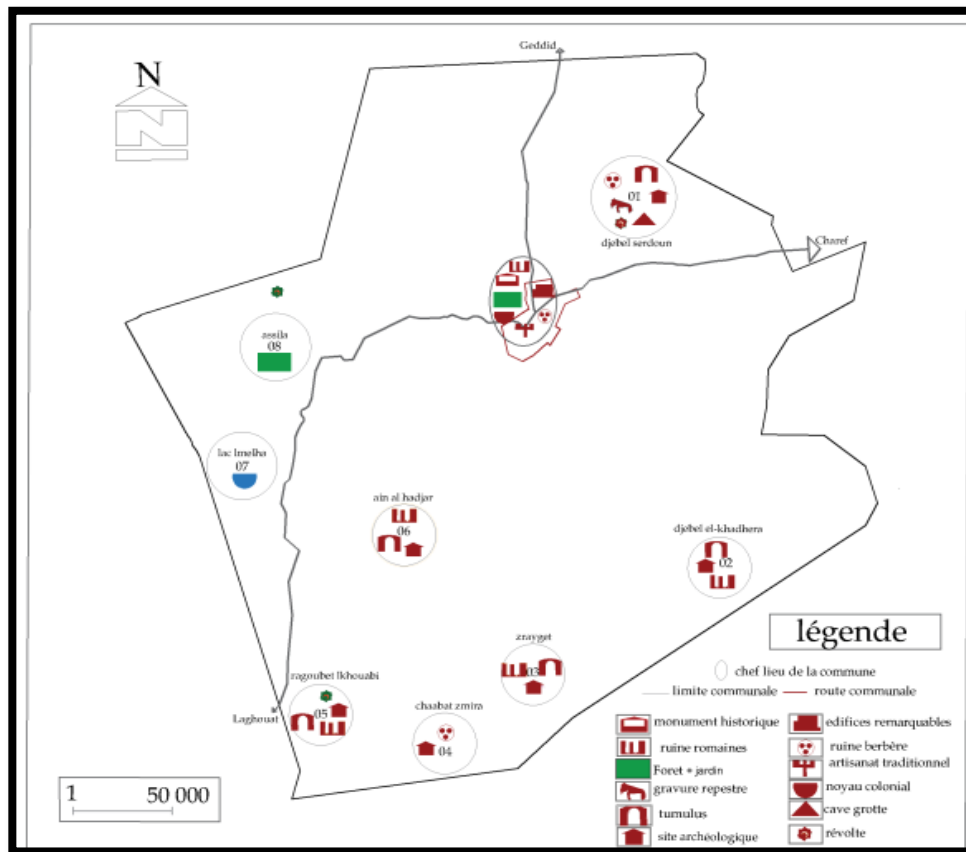 Geddid
N
01
djebel serdoun
Charef
assila
08
lac lmelha
07
ain al hadjar
06
djebel el-khadhera
02
zrayget
03
ragoubet lkhouabi
05
Laghouat
chaabat zmira
04
légende
chef lieu de la commune
limite communale
route communale
monument historique
edifices remarquables
ruine romaines
ruine berbère
Foret + jardin
artisanat traditionnel
gravure repestre
noyau colonial
tumulus
cave grotte
site archéologique
révolte
1 50 000